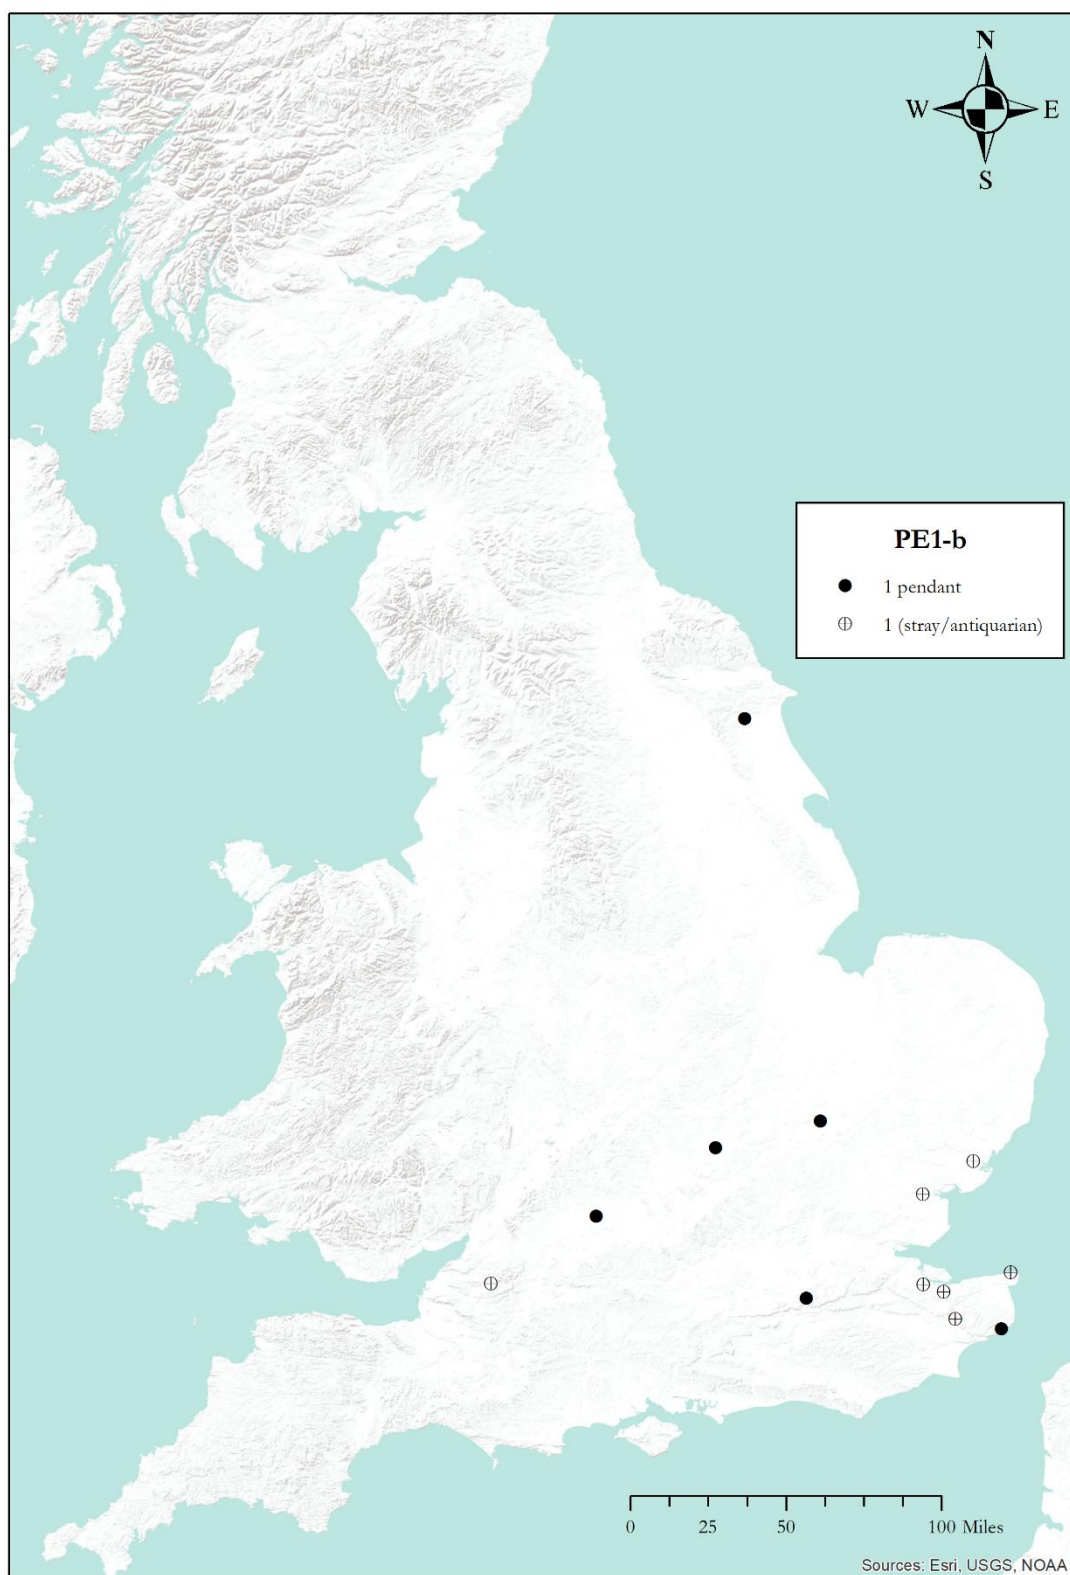 N
W E
S
PE1-b
1 pendant
1 (stray/antiquarian)
0 25 50 100 Miles
Sources: Esri, USGS, NOAA